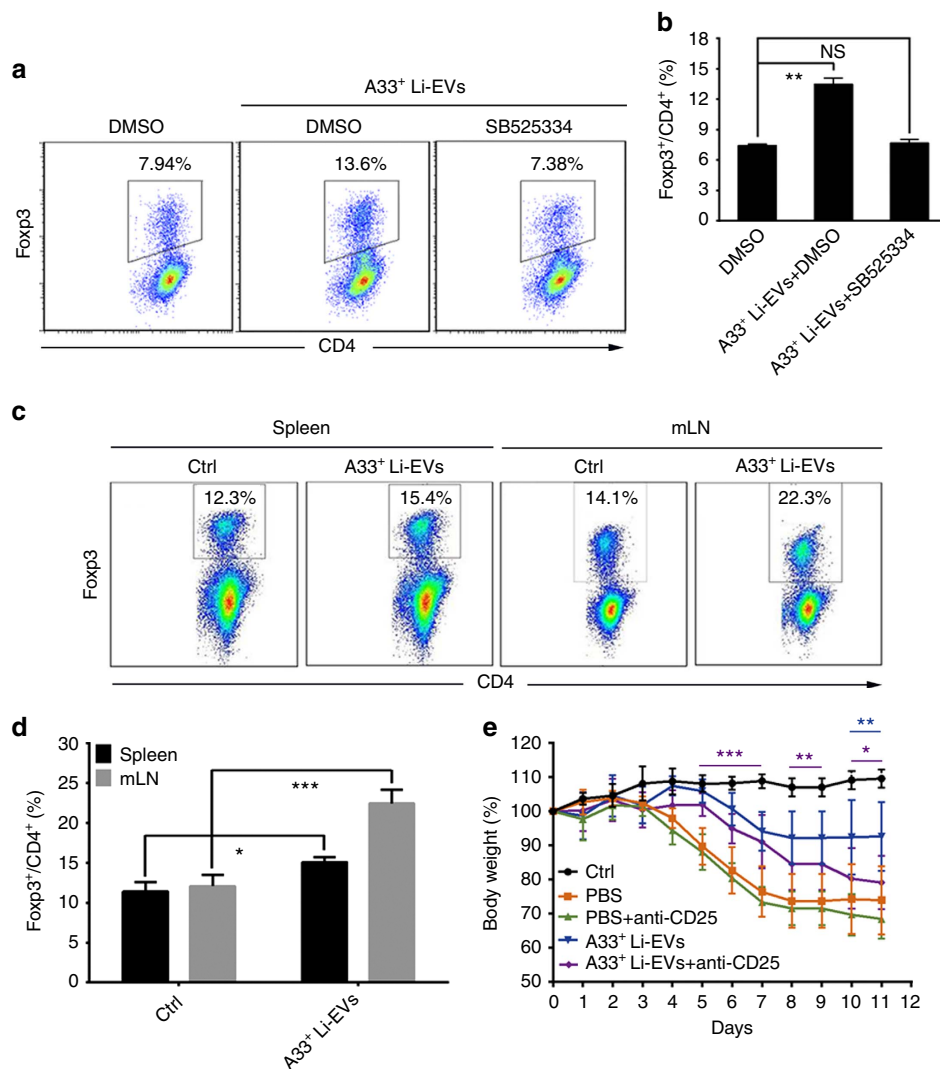 a
A33+ Li-EVs
DMSO DMSO SB525334
7.94% 13.6% 7.38%
Foxp3
CD4
b
Foxp3+/CD4+ (%)
18
15
12
9
6
3
0
NS
**
DMSO
A33+ Li-EVs+DMSO
A33+ Li-EVs+SB525334
c
Spleen mLN
Ctrl A33+ Li-EVs Ctrl A33+ Li-EVs
12.3% 15.4% 14.1% 22.3%
Foxp3
CD4
d
Foxp3+/CD4+ (%)
30
25
20
15
10
5
0
Spleen
mLN
***
*
Ctrl
A33+ Li-EVs
e
Body weight (%)
120
110
100
90
80
70
60
50
**
*** ** *
Ctrl
PBS
PBS+anti-CD25
A33+ Li-EVs
A33+ Li-EVs+anti-CD25
0 1 2 3 4 5 6 7 8 9 10 11 12
Days